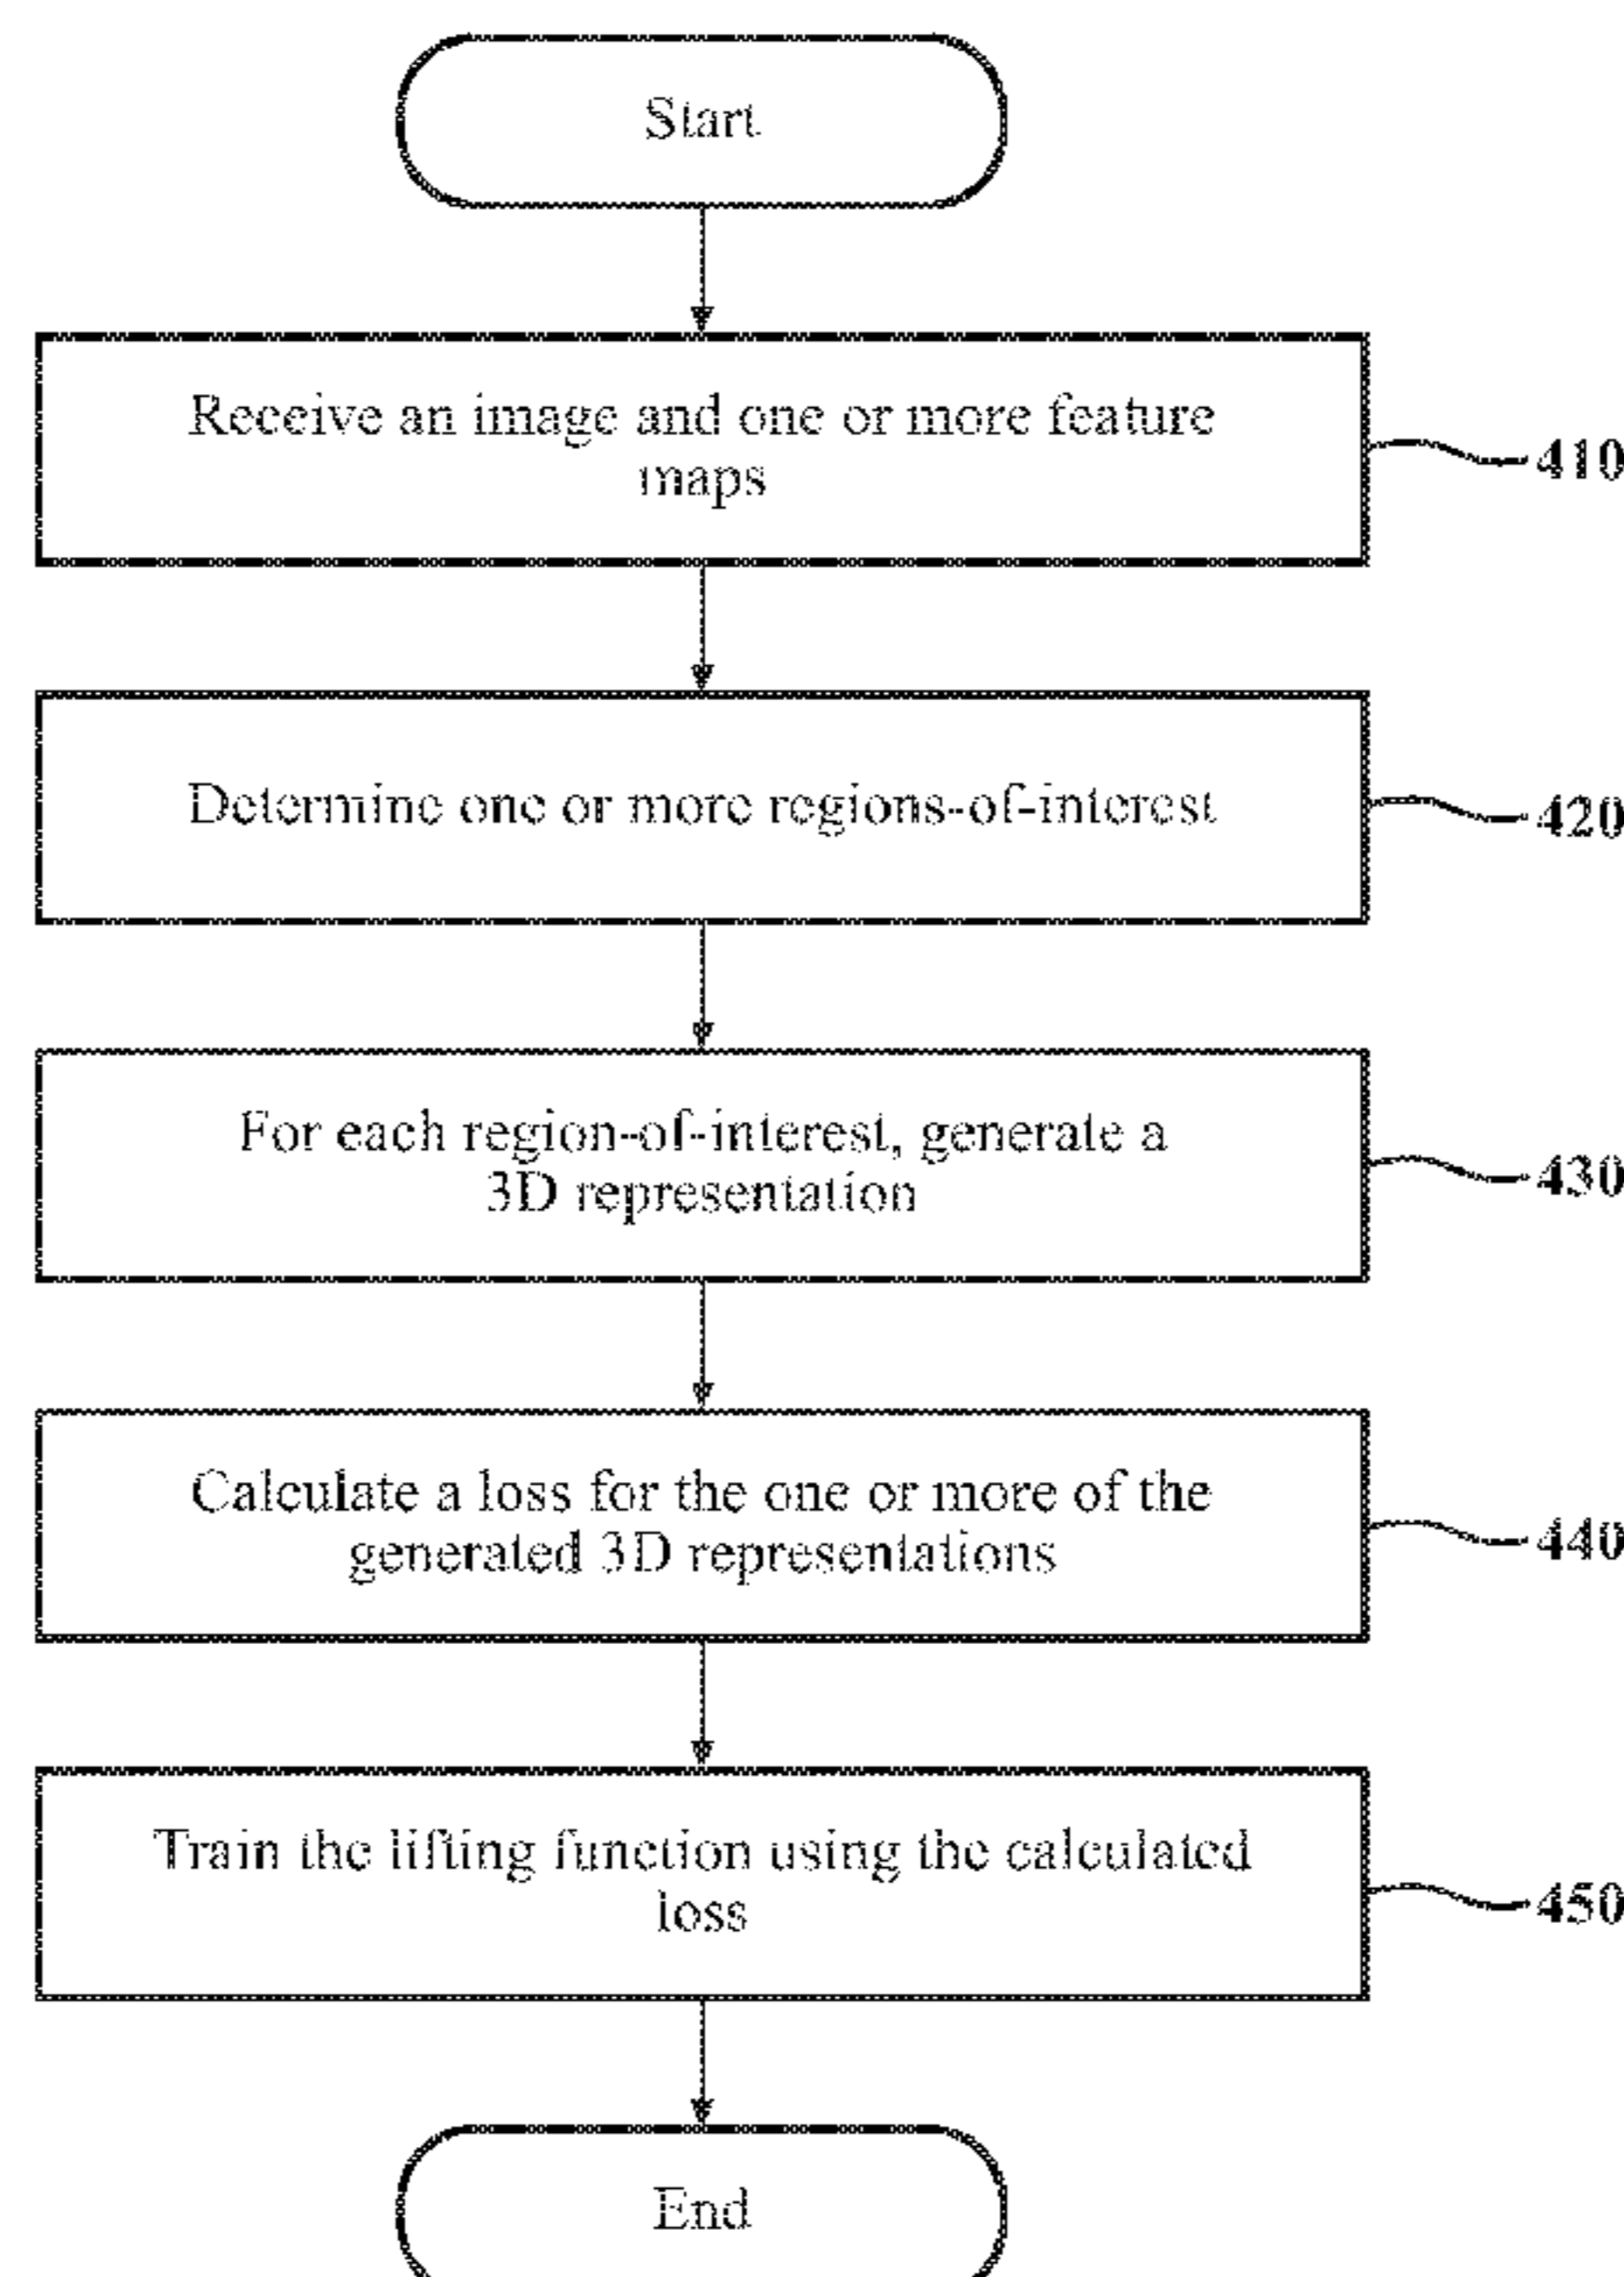 Start
Receive an image and one or more feature
maps
410
Determine one or more regions-of-interest
420
For each region-of-interest, generate a
3D representation
430
Calculate a loss for the one or more of the
generated 3D representations
440
Train the lifting function using the calculated
loss
450
End